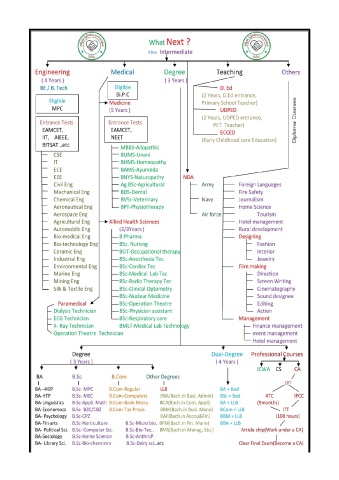 What Next ?
After Intermediate
Engineering
( 4 Years )
BE / B. Tech
Eligible
MPC
Entrance Tests
EAMCET,
IIT, AIEEE,
BITSAT ..etc
CSE
IT
ECE
EEE
Civil Eng
Mechanical Eng
Chemical Eng
Aeronautical Eng
Aerospace Eng
Agricultural Eng
Automobile Eng
Bio-medical Eng
Bio-technology Eng
Ceramic Eng
Industrial Eng
Environmental Eng
Marine Eng
Mining Eng
Silk & Textile Eng
Paramedical
Dialysis Technician
ECG Technician
X- Ray Technician
Operation Theatre Technician
Medical
Eligible
Bi.P.C
Medicine
(5 Years )
Entrance Tests
EAMCET,
NEET
MBBS-Allopathic
BUMS-Unani
BHMS-Homeopathy
BAMS-Ayurveda
BNYS-Naturopathy
Ag.BSc-Agricultural
BDS-Dental
BVSc-Veterinary
BPT-Physiotherapy
Allied Health Sciences
(2/3Years )
B.Pharma
BSc. Nursing
BOT-Occupational therapy
BSc-Anesthesia Tec
BSc-Cardiac Tec
BSc-Medical Lab Tec
BSc-Radio Therapy Tec
BSc-Clinical Optometry
BSc-Nuclear Medicine
BSc-Operation Theatre
BSc-Physician assistant
BSc-Respiratory care
BMLT-Medical Lab Technology
Degree
( 3 Years )
NDA
Army
Navy
Air force
Teaching
D. Ed
(2 Years, D.Ed entrance,
Primary School Teacher)
UDPED
(2 Years, UDPED entrance,
PET Teacher)
ECCED
(Early Childhood care Education)
Others
Diploma Courses
Foreign Languages
Fire Safety
Journalism
Home Science
Tourism
Hotel management
Rural development
Designing
Fashion
Interior
Jewelry
Film making
Direction
Screen Writing
Cinematography
Sound designee
Editing
Action
Management
Finance management
event management
Hotel management
Degree
( 3 Years )
Dual-Degree
( 4 Years )
Professional Courses
ICWA CS CA
BA B.Sc B.Com Other Degrees
BA -HEP B.Sc -MPC B.Com-Regular LLB BA + Bed
BA-HTP B.Sc -MEC B.Com-Computers BBA(Bach.in Busi. Admin) BSc + Bed ATC IPCC
BA-Linguistics B.Sc-Appli. Math B.Com-Bank Mana. BCA(Bach.in Com. Appli) BA + LLB (9months)
BA-Economics B.Sc -BZC/CBZ B.Com-Tax Proce. BBM(Bach.in Busi. Mane) BCom + LLB ITT
BA- Psychology B.Sc-CPZ BAF(Bach.in Accou&Fin) BBM + LLB (100 hours)
BA-Fin arts B.Sc-Horticulture B.Sc-Micro bio. BFM(Bach.in Fin. Mare) BBA + LLB
BA- Political Sci. B.Sc- Computer Sci. B.Sc-Bio-Tec. BMS(Bach.in Manag. Stu.) Article ship(Work under a CA)
BA-Sociology B.Sc-Home Science B.Sc-AnthroP.
BA- Library Sci. B.Sc-Bio-chemistry B.Sc-Dairy sci..etc Clear Final Exam(Become a CA)